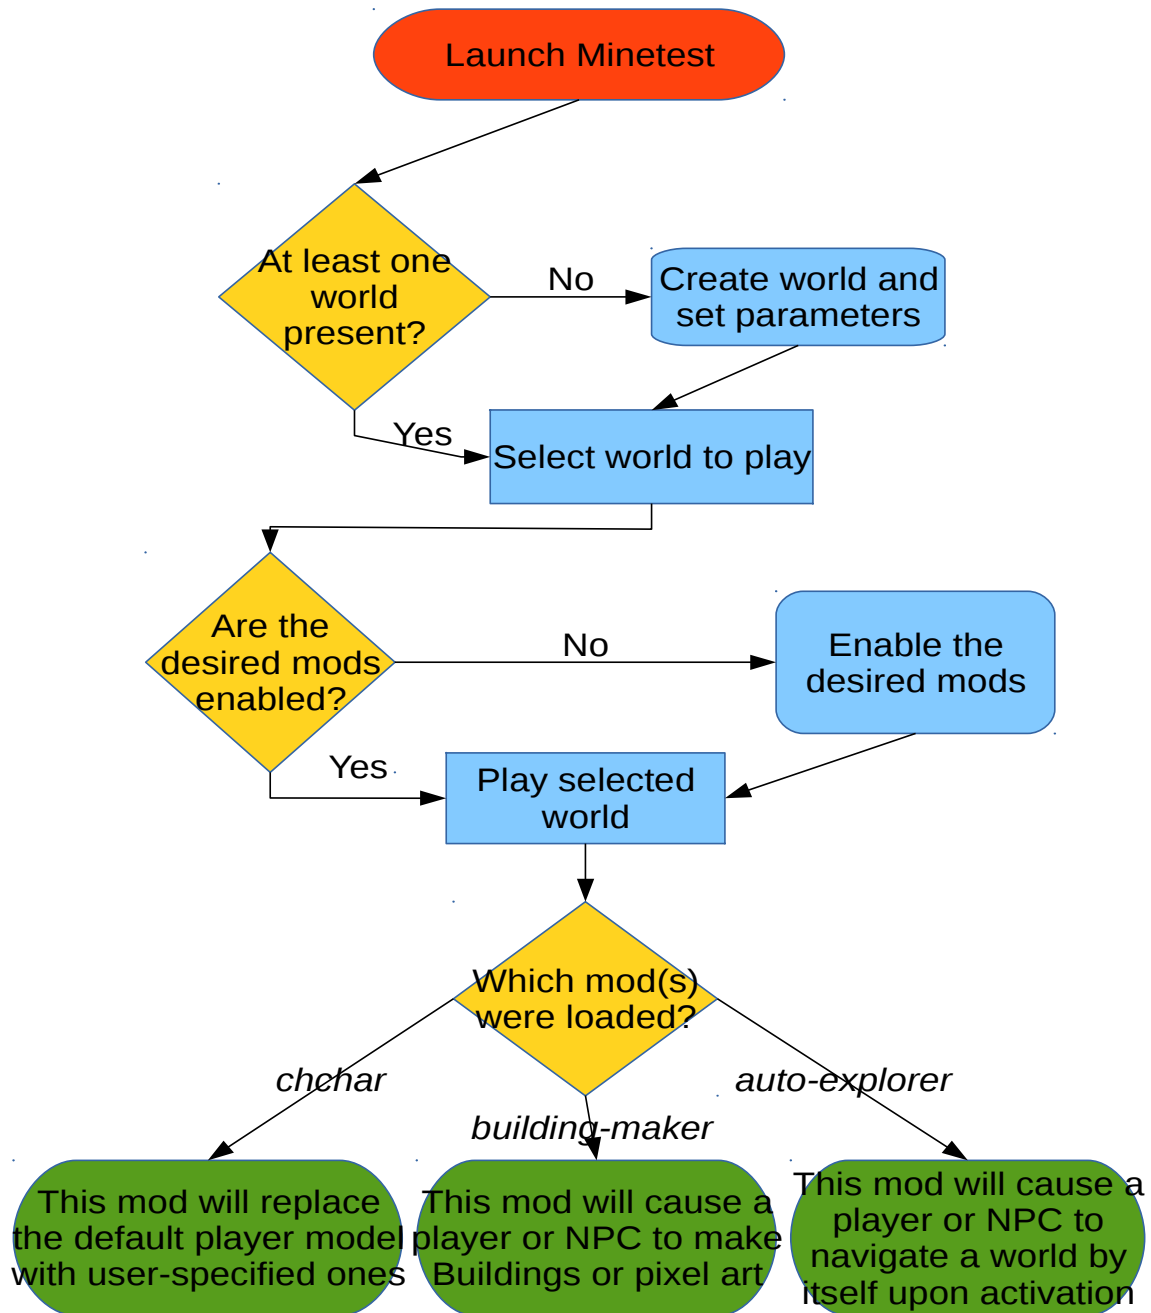 Launch Minetest
At least one
world
present?
No
Create world and
set parameters
Yes
Select world to play
Are the
desired mods
enabled?
No
Enable the
desired mods
Yes
Play selected
world
Which mod(s)
were loaded?
chchar
building-maker
auto-explorer
This mod will replace
the default player model
with user-specified ones
This mod will cause a
player or NPC to make
Buildings or pixel art
This mod will cause a
player or NPC to
navigate a world by
itself upon activation